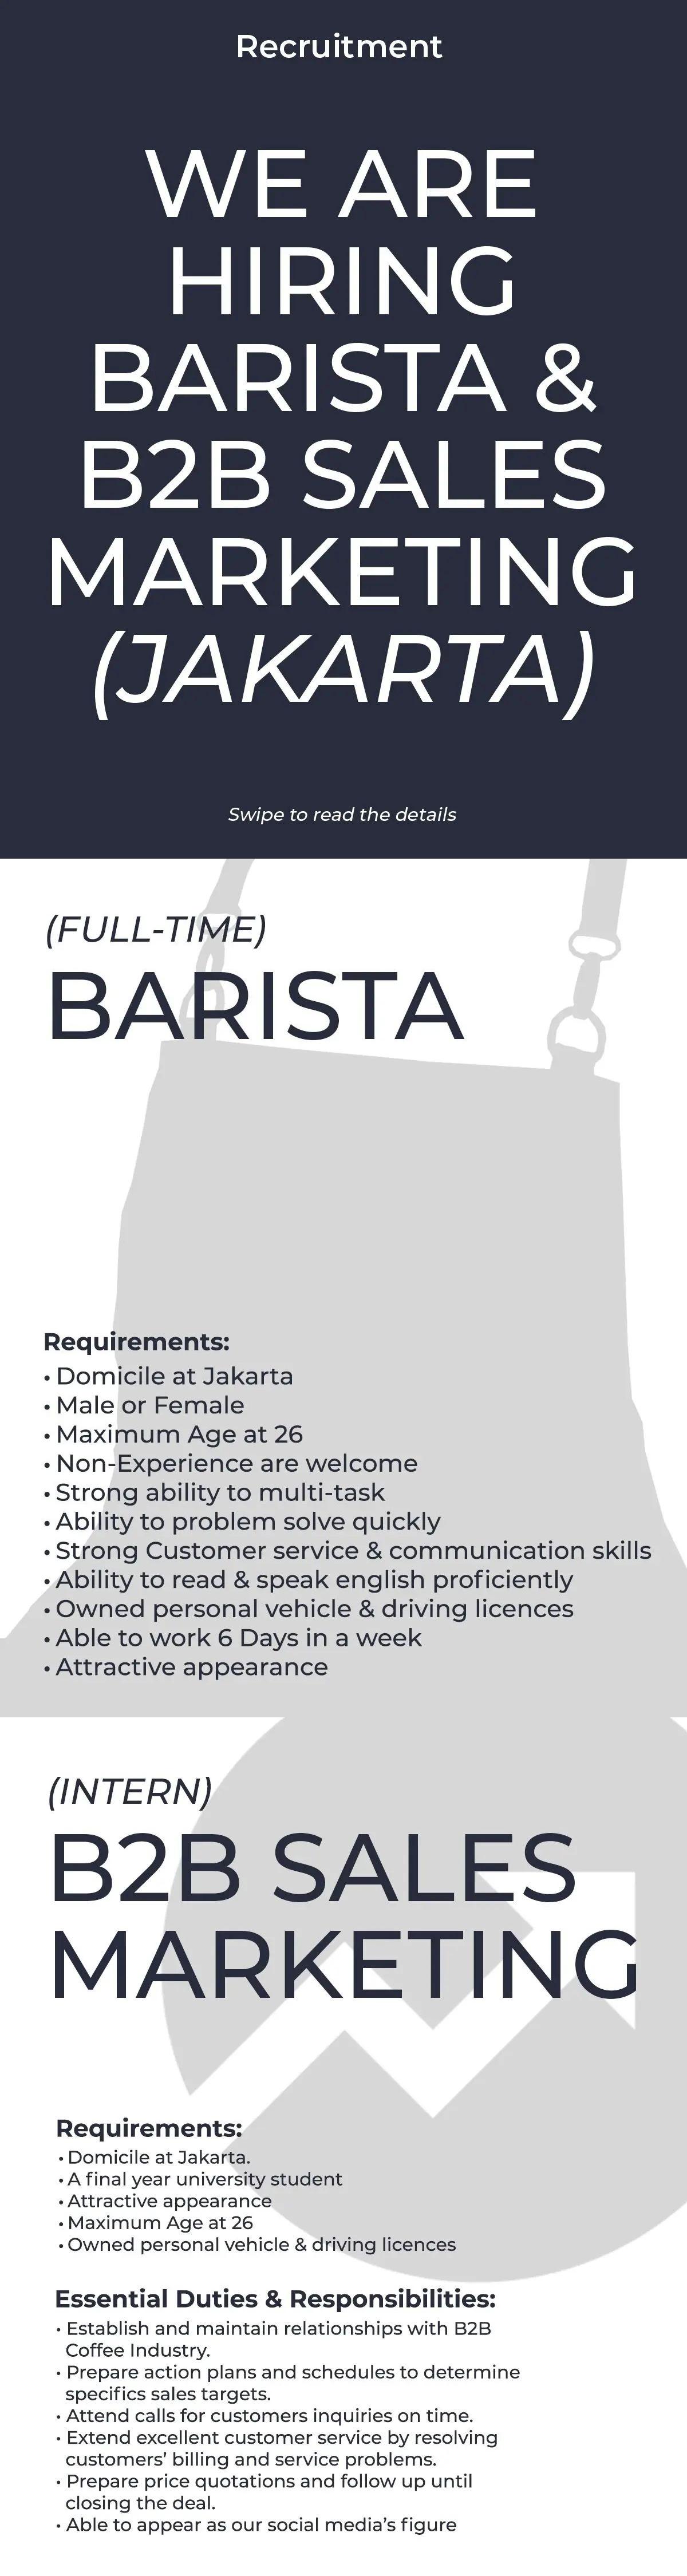 Recruitment
WE ARE
HIRING
BARISTA &
B2B SALES
MARKETING
(JAKARTA)
Swipe to read the details
(FULL-TIME)
BARISTA
Requirements:
• Domicile at Jakarta
• Male or Female
• Maximum Age at 26
• Non-Experience are welcome
• Strong ability to multi-task
• Ability to problem solve quickly
• Strong Customer service & communication skills
• Ability to read & speak english proficiently
• Owned personal vehicle & driving licences
• Able to work 6 Days in a week
• Attractive appearance
(INTERN)
B2B SALES
MARKETING
Requirements:
• Domicile at Jakarta.
• A final year university student
• Attractive appearance
• Maximum Age at 26
• Owned personal vehicle & driving licences
Essential Duties & Responsibilities:
• Establish and maintain relationships with B2B
Coffee Industry.
• Prepare action plans and schedules to determine
specifics sales targets.
• Attend calls for customers inquiries on time.
• Extend excellent customer service by resolving
customers’ billing and service problems.
• Prepare price quotations and follow up until
closing the deal.
• Able to appear as our social media’s figure